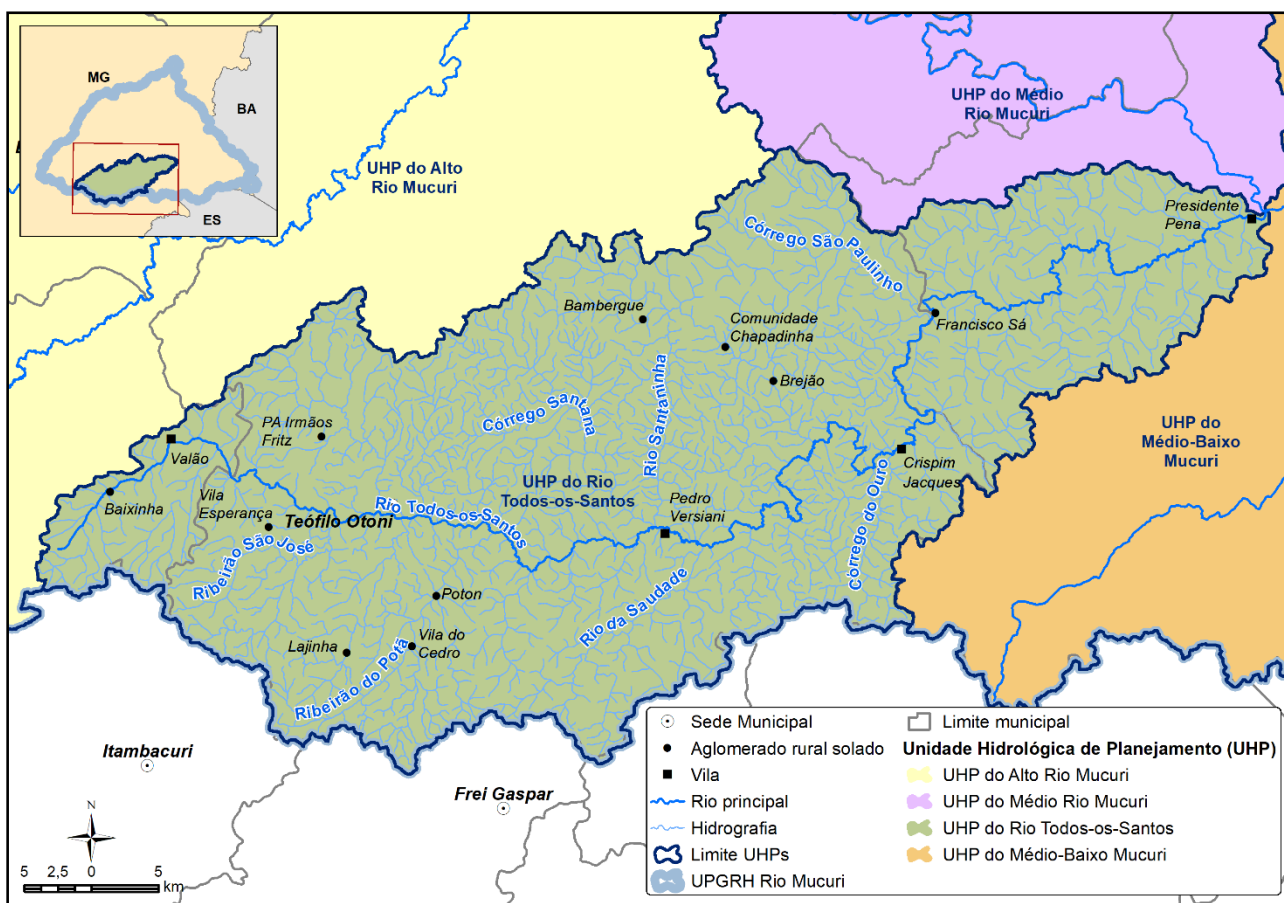 MG
BA
ES
UHP do Alto
Rio Mucuri
UHP do Médio
Rio Mucuri
Presidente
Pena
Córrego São Paulinho
Francisco Sá
Bambergue
Comunidade
Chapadinha
Brejão
Rio Santaninha
Córrego Santana
PA Irmãos
Fritz
Valão
Baixinha
Vila
Esperança
Teófilo Otoni
Ribeirão São José
Rio Todos-os-Santos
UHP do Rio
Todos-os-Santos
Pedro
Versiani
Crispim
Jacques
Córrego do Ouro
UHP do
Médio-Baixo
Mucuri
Rio da Saudade
Poton
Vila do
Cedro
Lajinha
Ribeirão do Potã
Itambacuri
Frei Gaspar
N
5 2,5 0 5
km
Sede Municipal
Aglomerado rural solado
Vila
Rio principal
Hidrografia
Limite UHPs
UPGRH Rio Mucuri
Limite municipal
Unidade Hidrológica de Planejamento (UHP)
UHP do Alto Rio Mucuri
UHP do Médio Rio Mucuri
UHP do Rio Todos-os-Santos
UHP do Médio-Baixo Mucuri